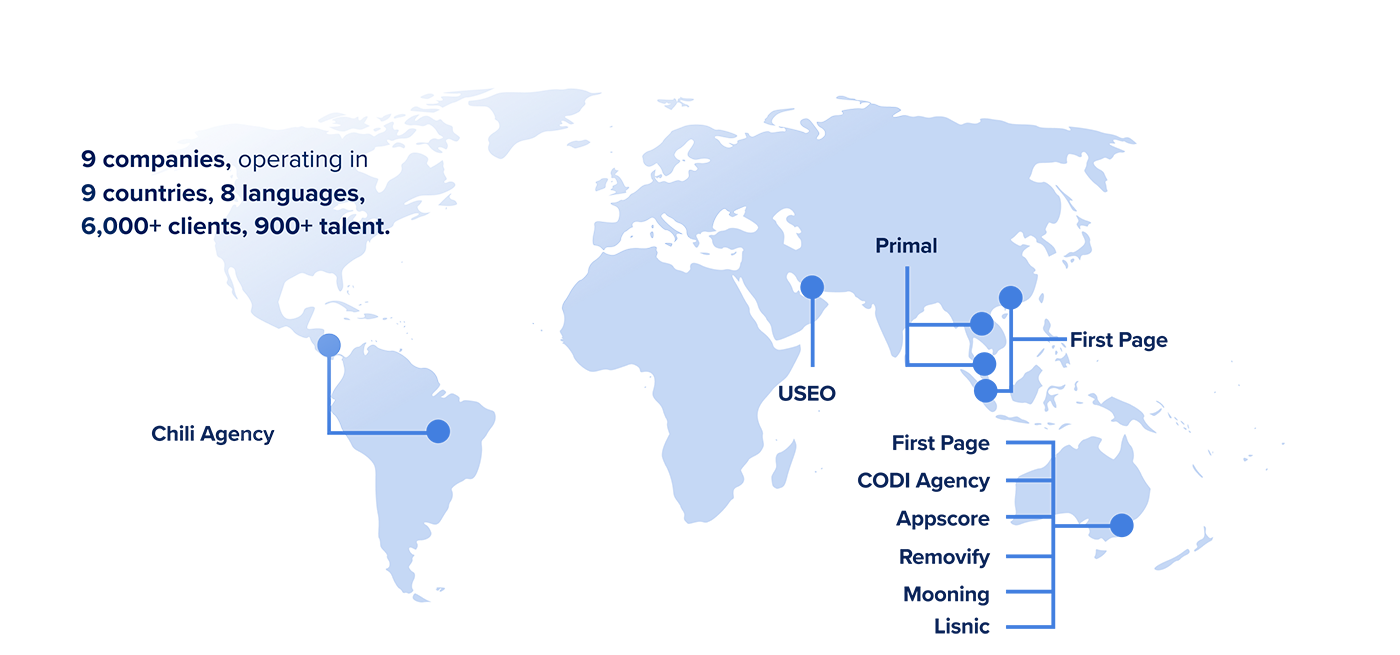 9 companies, operating in
9 countries, 8 languages,
6,000+ clients, 900+ talent.
Primal
First Page
USEO
Chili Agency
First Page
CODI Agency
Appscore
Removify
Mooning
Lisnic